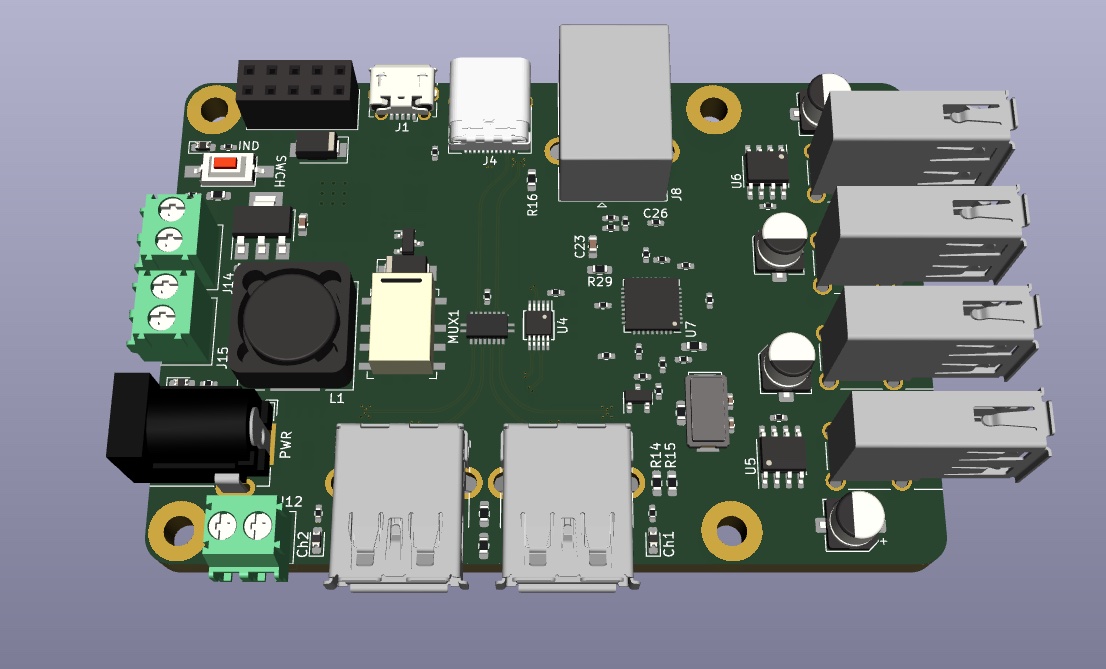 J1
J4
IND
SWCH
U6
J8
R16
C26
C23
R29
J14
MUX1
U4
U7
J15
L1
PWR
R14
R15
U5
J12
Ch2
Ch1
+